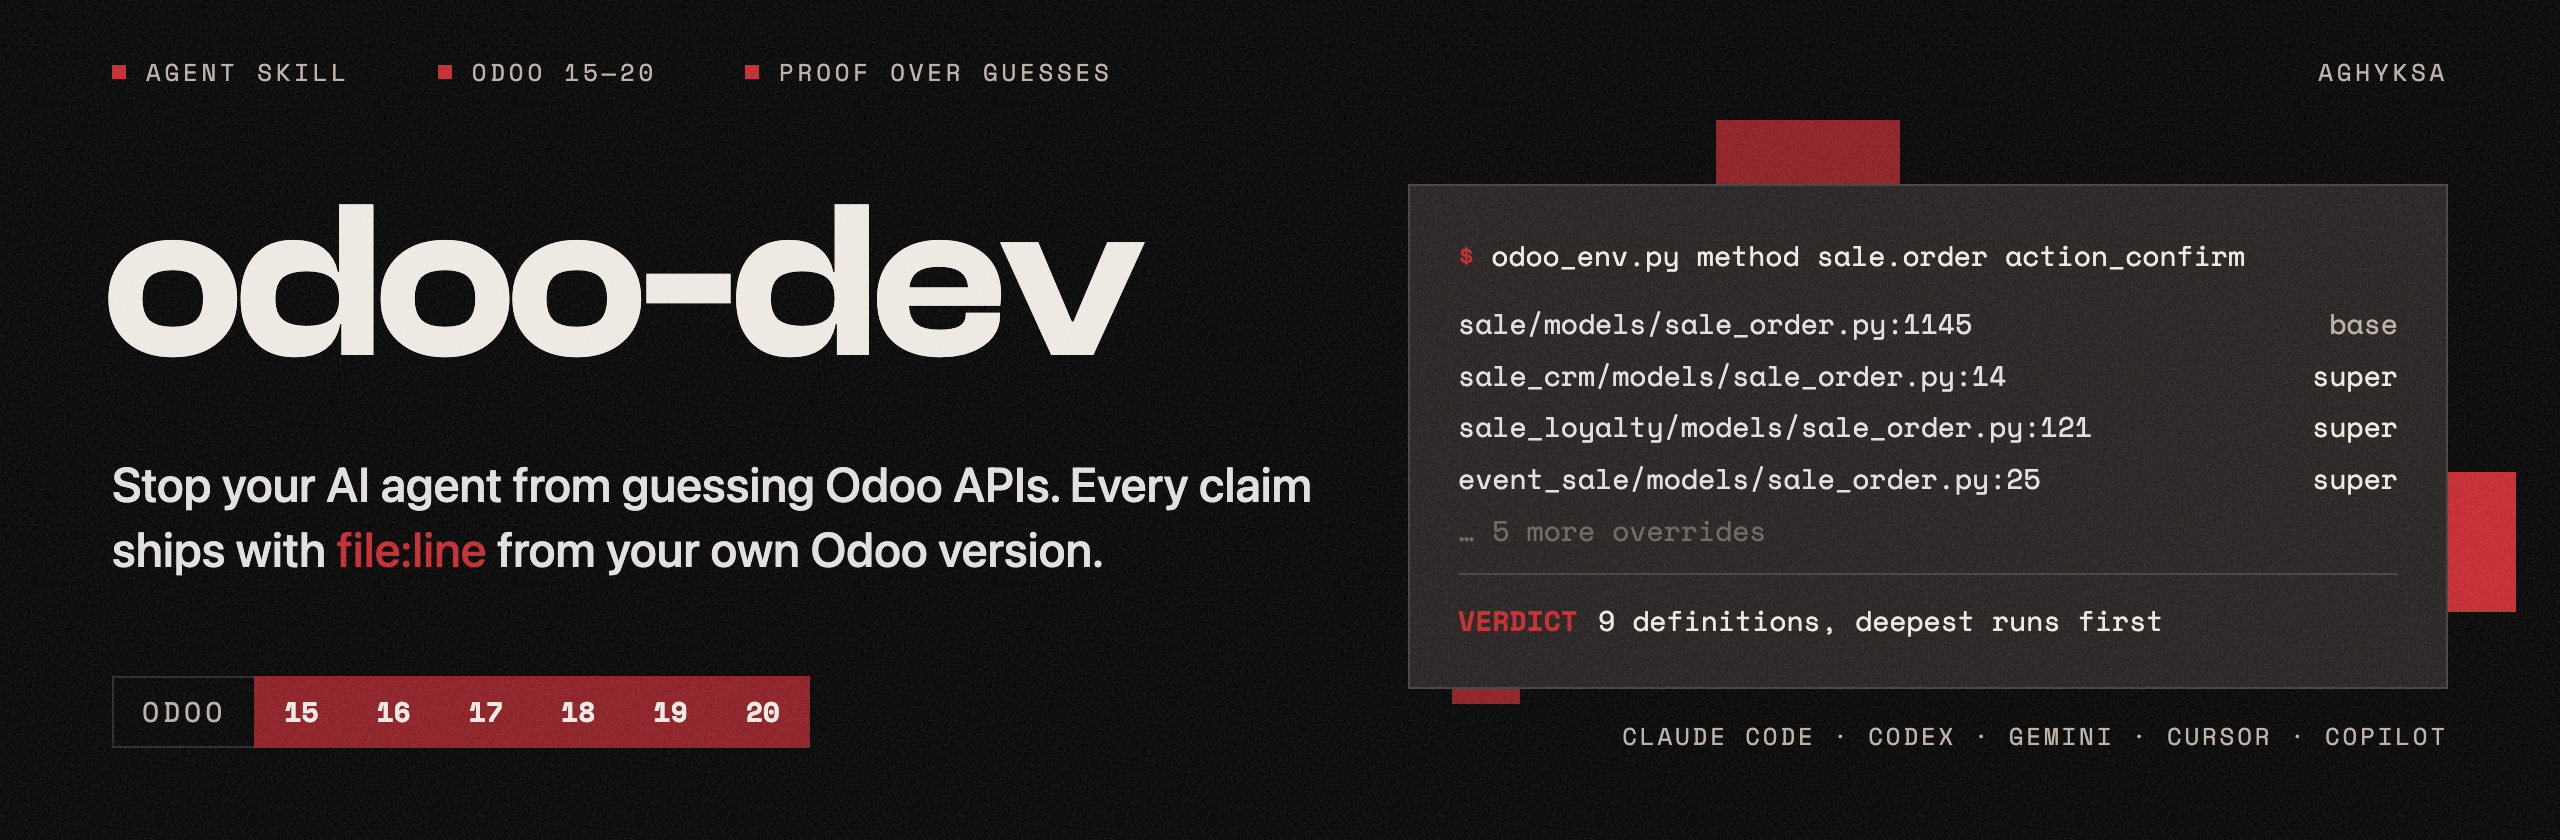 AGENT SKILL
ODOO 15–20
PROOF OVER GUESSES
AGHYKSA
odoo-dev
Stop your AI agent from guessing Odoo APIs. Every claim
ships with file:line from your own Odoo version.
ODOO 15 16 17 18 19 20
$ odoo_env.py method sale.order action_confirm
sale/models/sale_order.py:1145 base
sale_crm/models/sale_order.py:14 super
sale_loyalty/models/sale_order.py:121 super
event_sale/models/sale_order.py:25 super
… 5 more overrides
VERDICT 9 definitions, deepest runs first
CLAUDE CODE · CODEX · GEMINI · CURSOR · COPILOT